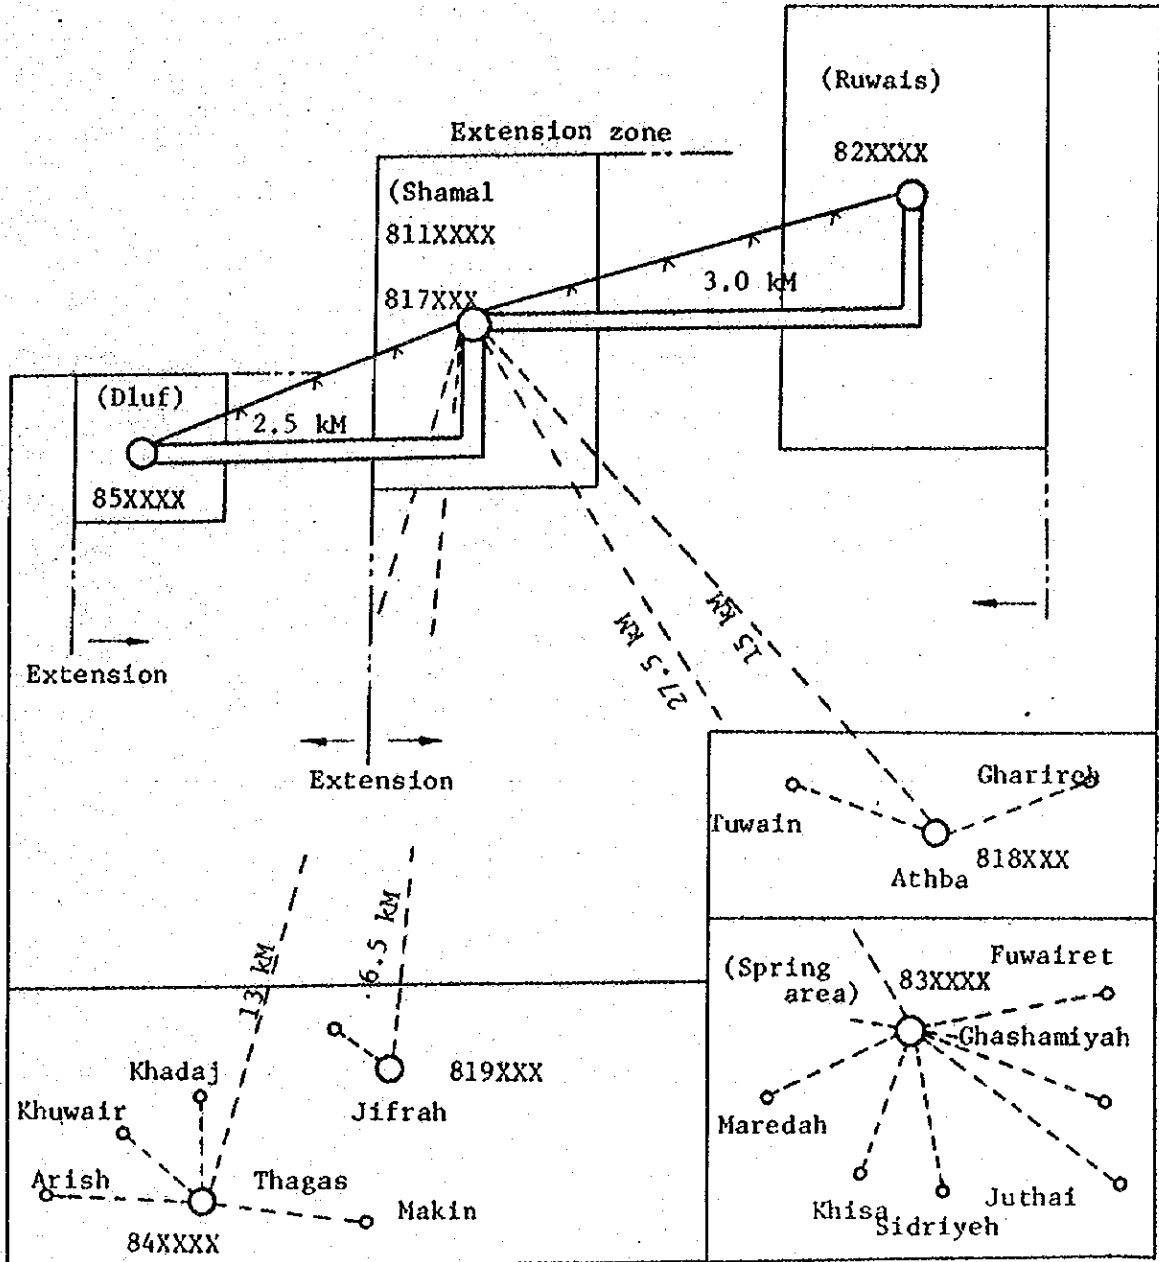 (Ruwais)
82XXXX
Extension zone
(Shamal
811XXXX
817XXX
3.0 kM
(Dluf)
2.5 kM
85XXXX
Extension
Extension
15 kM
27.5 kM
Gharireh
Tuwain
818XXX
Athba
13 kM
6.5 kM
(Spring
area)
83XXXX
Fuwairet
Ghashamiyah
Maredah
Khisa
Sidriyeh
Juthai
819XXX
Jifrah
Khadaj
Khuwair
Arish
Thagas
Makin
84XXXX